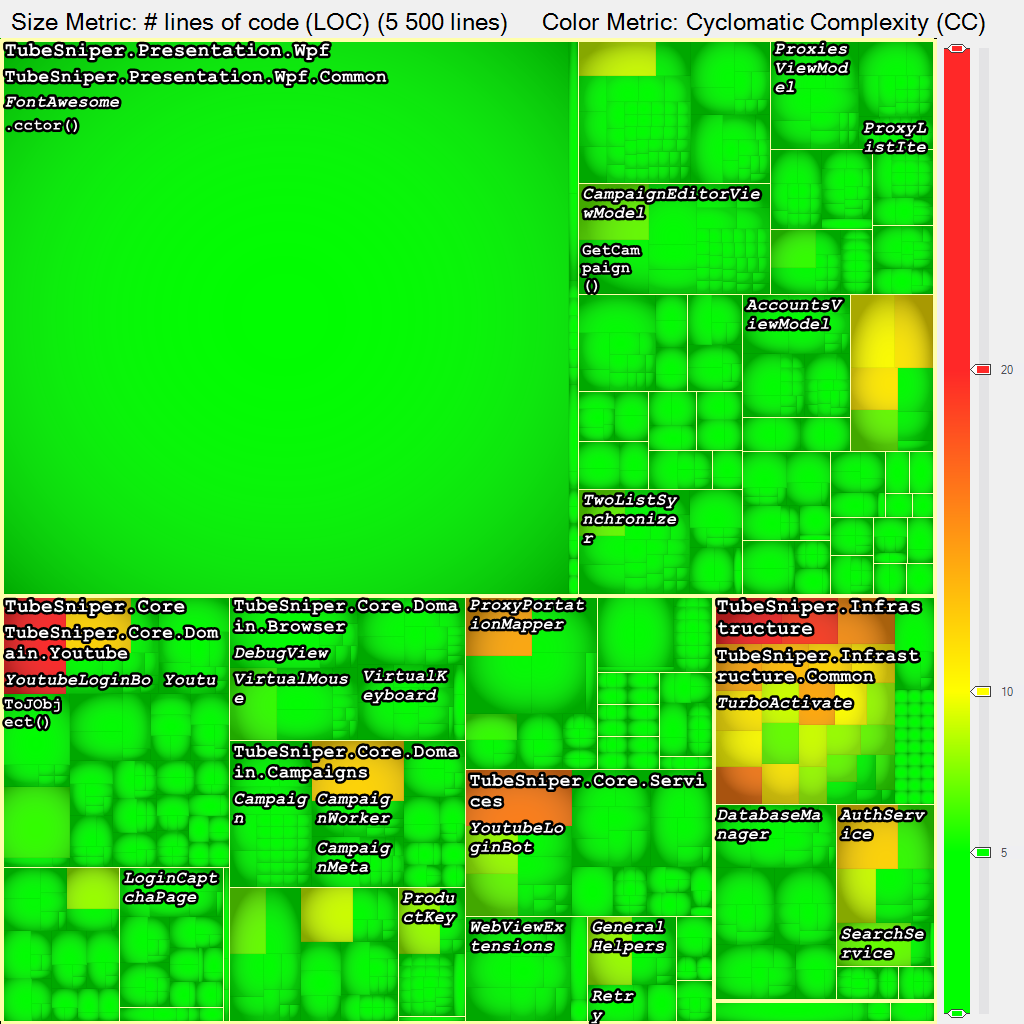 Size Metric: # lines of code (LOC) (5 500 lines)
Color Metric: Cyclomatic Complexity (CC)
TubeSniper.Presentation.Wpf
TubeSniper.Presentation.Wpf.Common
FontAwesome
.cctor()
Proxies
ViewMod
el
ProxyL
istIte
CampaignEditorVie
wModel
GetCam
paign
()
AccountsV
iewModel
TwoListSy
nchronize
r
20
10
5
TubeSniper.Core
TubeSniper.Core.Dom
ain.Youtube
YoutubeLoginBo
Youtu
ToJObj
ect()
LoginCapt
chaPage
TubeSniper.Core.Doma
in.Browser
DebugView
VirtualMous
e
VirtualK
eyboard
TubeSniper.Core.Doma
in.Campaigns
Campaig
n
Campaig
nWorker
Campaig
nMeta
Produ
ctKey
ProxyPortat
ionMapper
TubeSniper.Core.Servi
ces
YoutubeLo
ginBot
WebViewEx
tensions
General
Helpers
Retr
y
TubeSniper.Infras
tructure
TubeSniper.Infrast
ructure.Common
TurboActivate
DatabaseMa
nager
AuthServ
ice
SearchSe
rvice